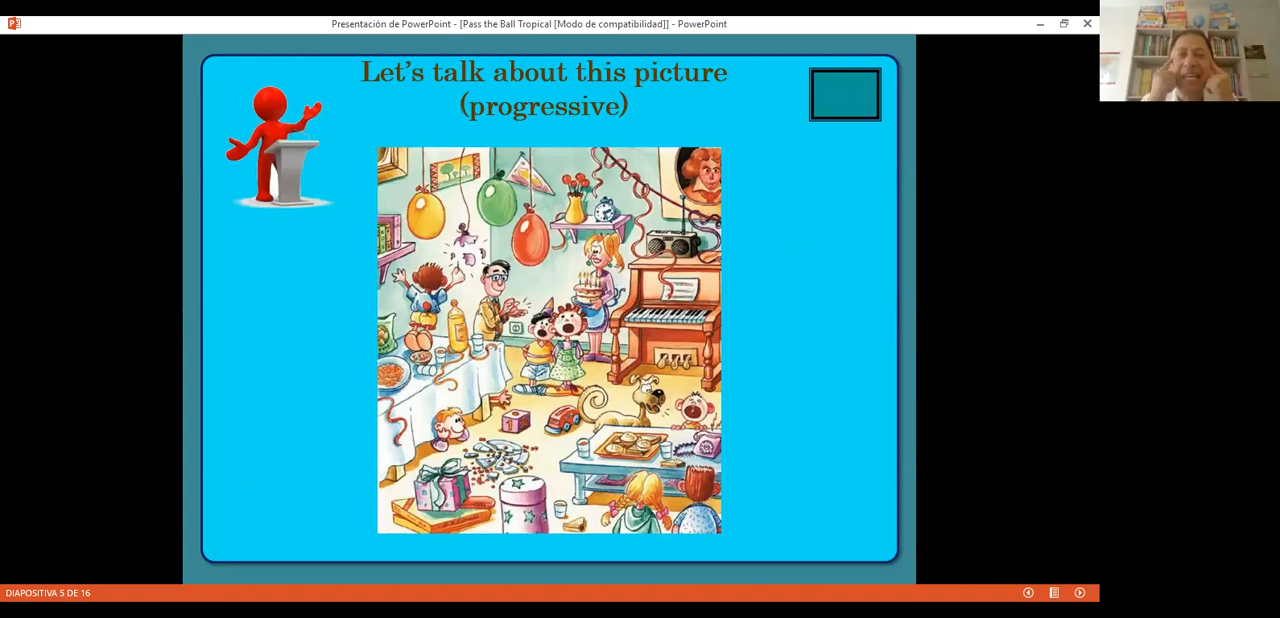 Presentación de PowerPoint - [Pass the Ball Tropical [Modo de compatibilidad]] - PowerPoint
Let's talk about this picture
(progressive)
DIAPOSITIVA 5 DE 16